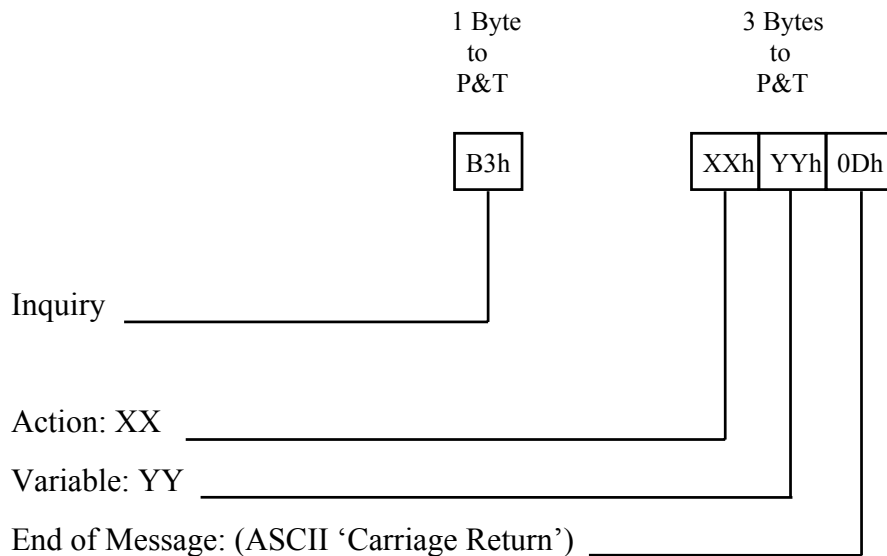 1 Byte
to
P&T
3 Bytes
to
P&T
B3h
XXh YYh 0Dh
Inquiry
Action: XX
Variable: YY
End of Message: (ASCII ‘Carriage Return’)